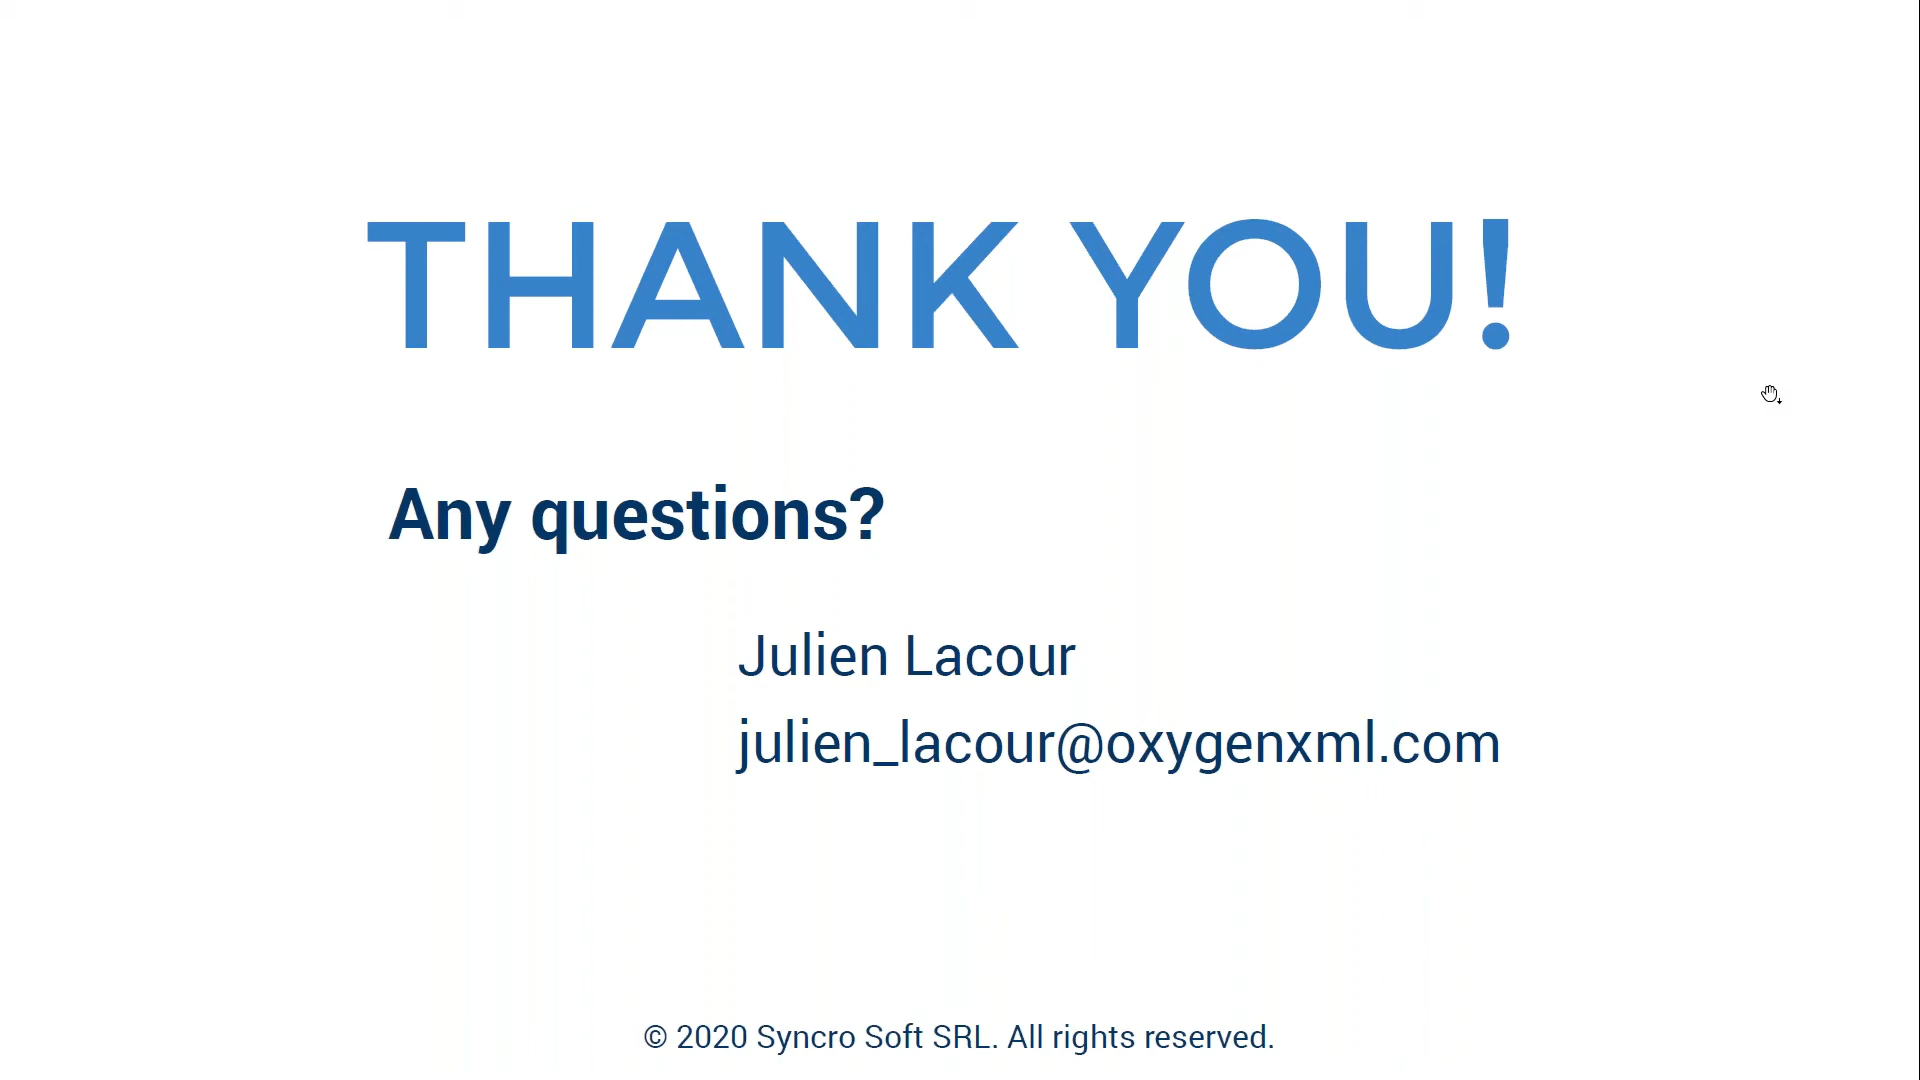 THANK YOU!
Any questions?
Julien Lacour
julien_lacour@oxygenxml.com
© 2020 Syncro Soft SRL. All rights reserved.